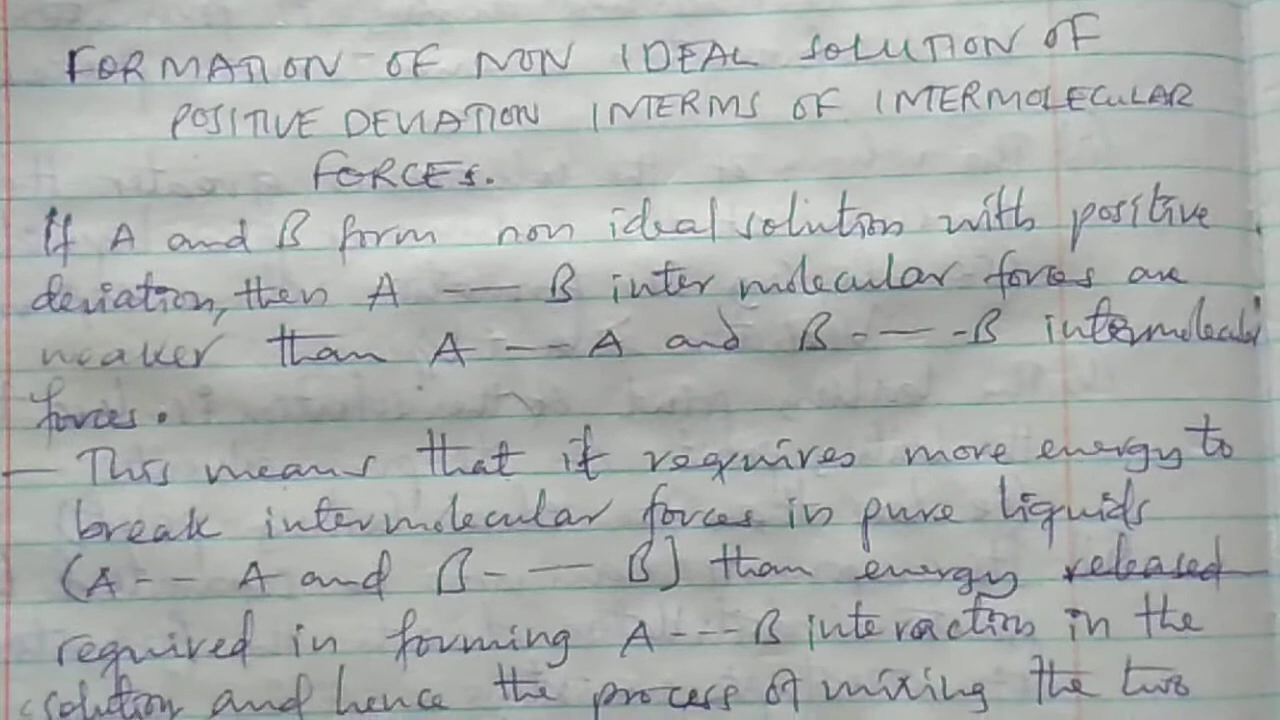 FORMATION OF NON IDEAL SOLUTION OF
POSITIVE DEVIATION INTERMS OF INTERMOLECULAR
FORCES.
If A and B form non ideal solution with positive
deviation, then A --- B inter molecular forces are
weaker than A --- A and B --- B intermolecular
forces.
— This means that it requires more energy to
break intermolecular forces in pure liquids
(A -- A and B -- B) than energy released
required in forming A --- B interaction in the
solution and hence the process of mixing the two